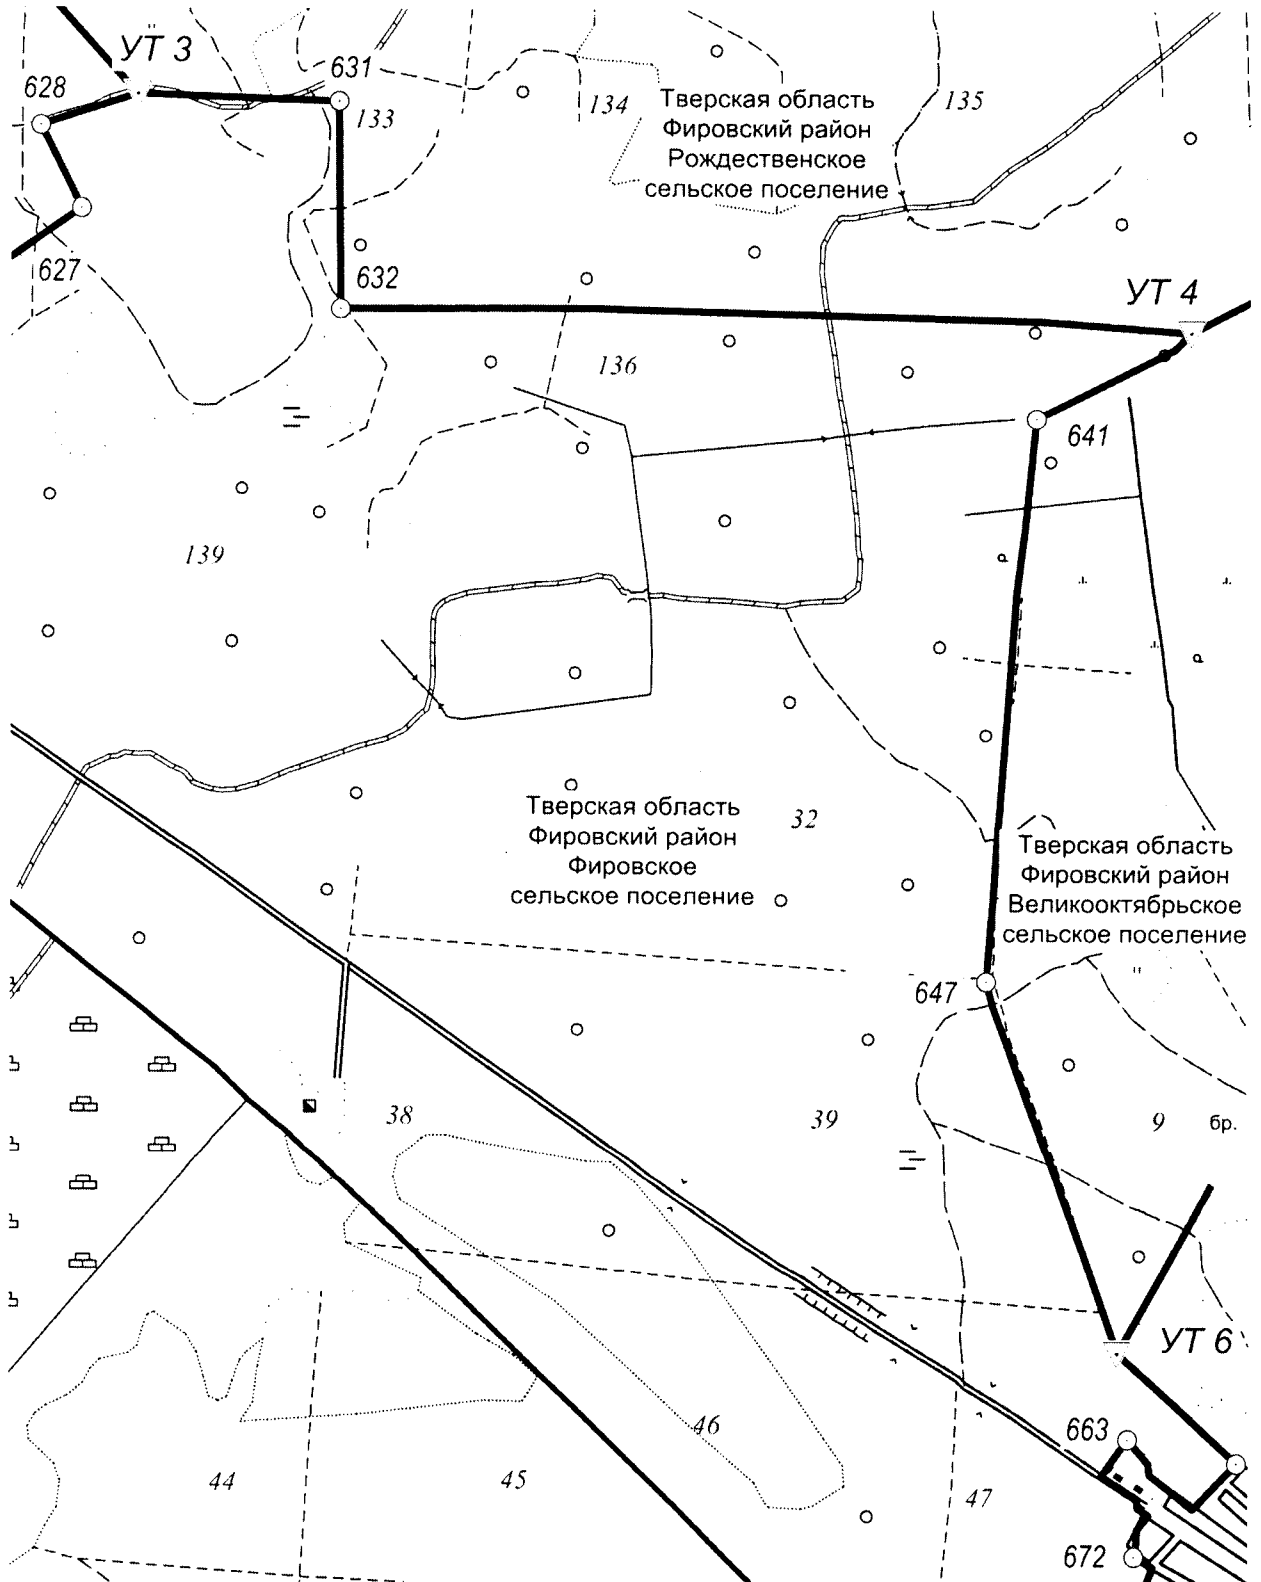 УТ 3
628
631
133
134
Тверская область
Фировский район
Рождественское
сельское поселение
135
627
632
УТ 4
136
641
139
Тверская область
Фировский район
Фировское
сельское поселение
32
Тверская область
Фировский район
Великооктябрьское
сельское поселение
647
38
39
9
бр.
УТ 6
663
46
44
45
47
672